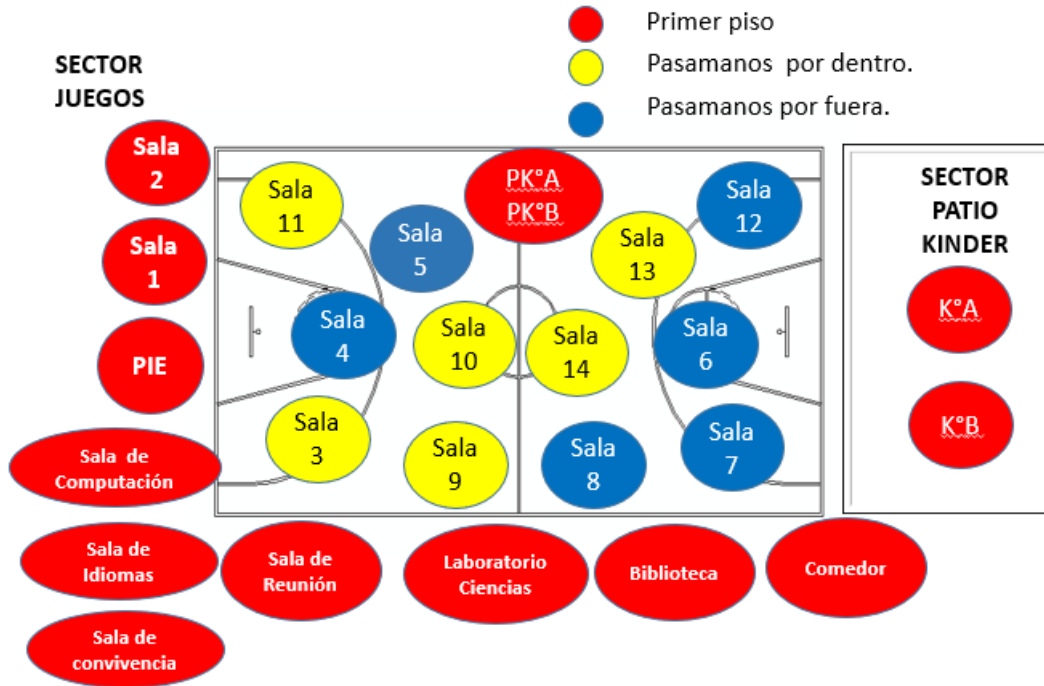 Primer piso
Pasamanos por dentro.
Pasamanos por fuera.
SECTOR
JUEGOS
Sala
2
Sala
1
PIE
Sala de
Computación
Sala de
Idiomas
Sala de
convivencia
Sala
11
Sala
5
PK°A
PK°B
Sala
13
Sala
12
Sala
4
Sala
10
Sala
14
Sala
6
Sala
3
Sala
9
Sala
8
Sala
7
SECTOR
PATIO
KINDER
K°A
K°B
Sala de
Reunión
Laboratorio
Ciencias
Biblioteca
Comedor